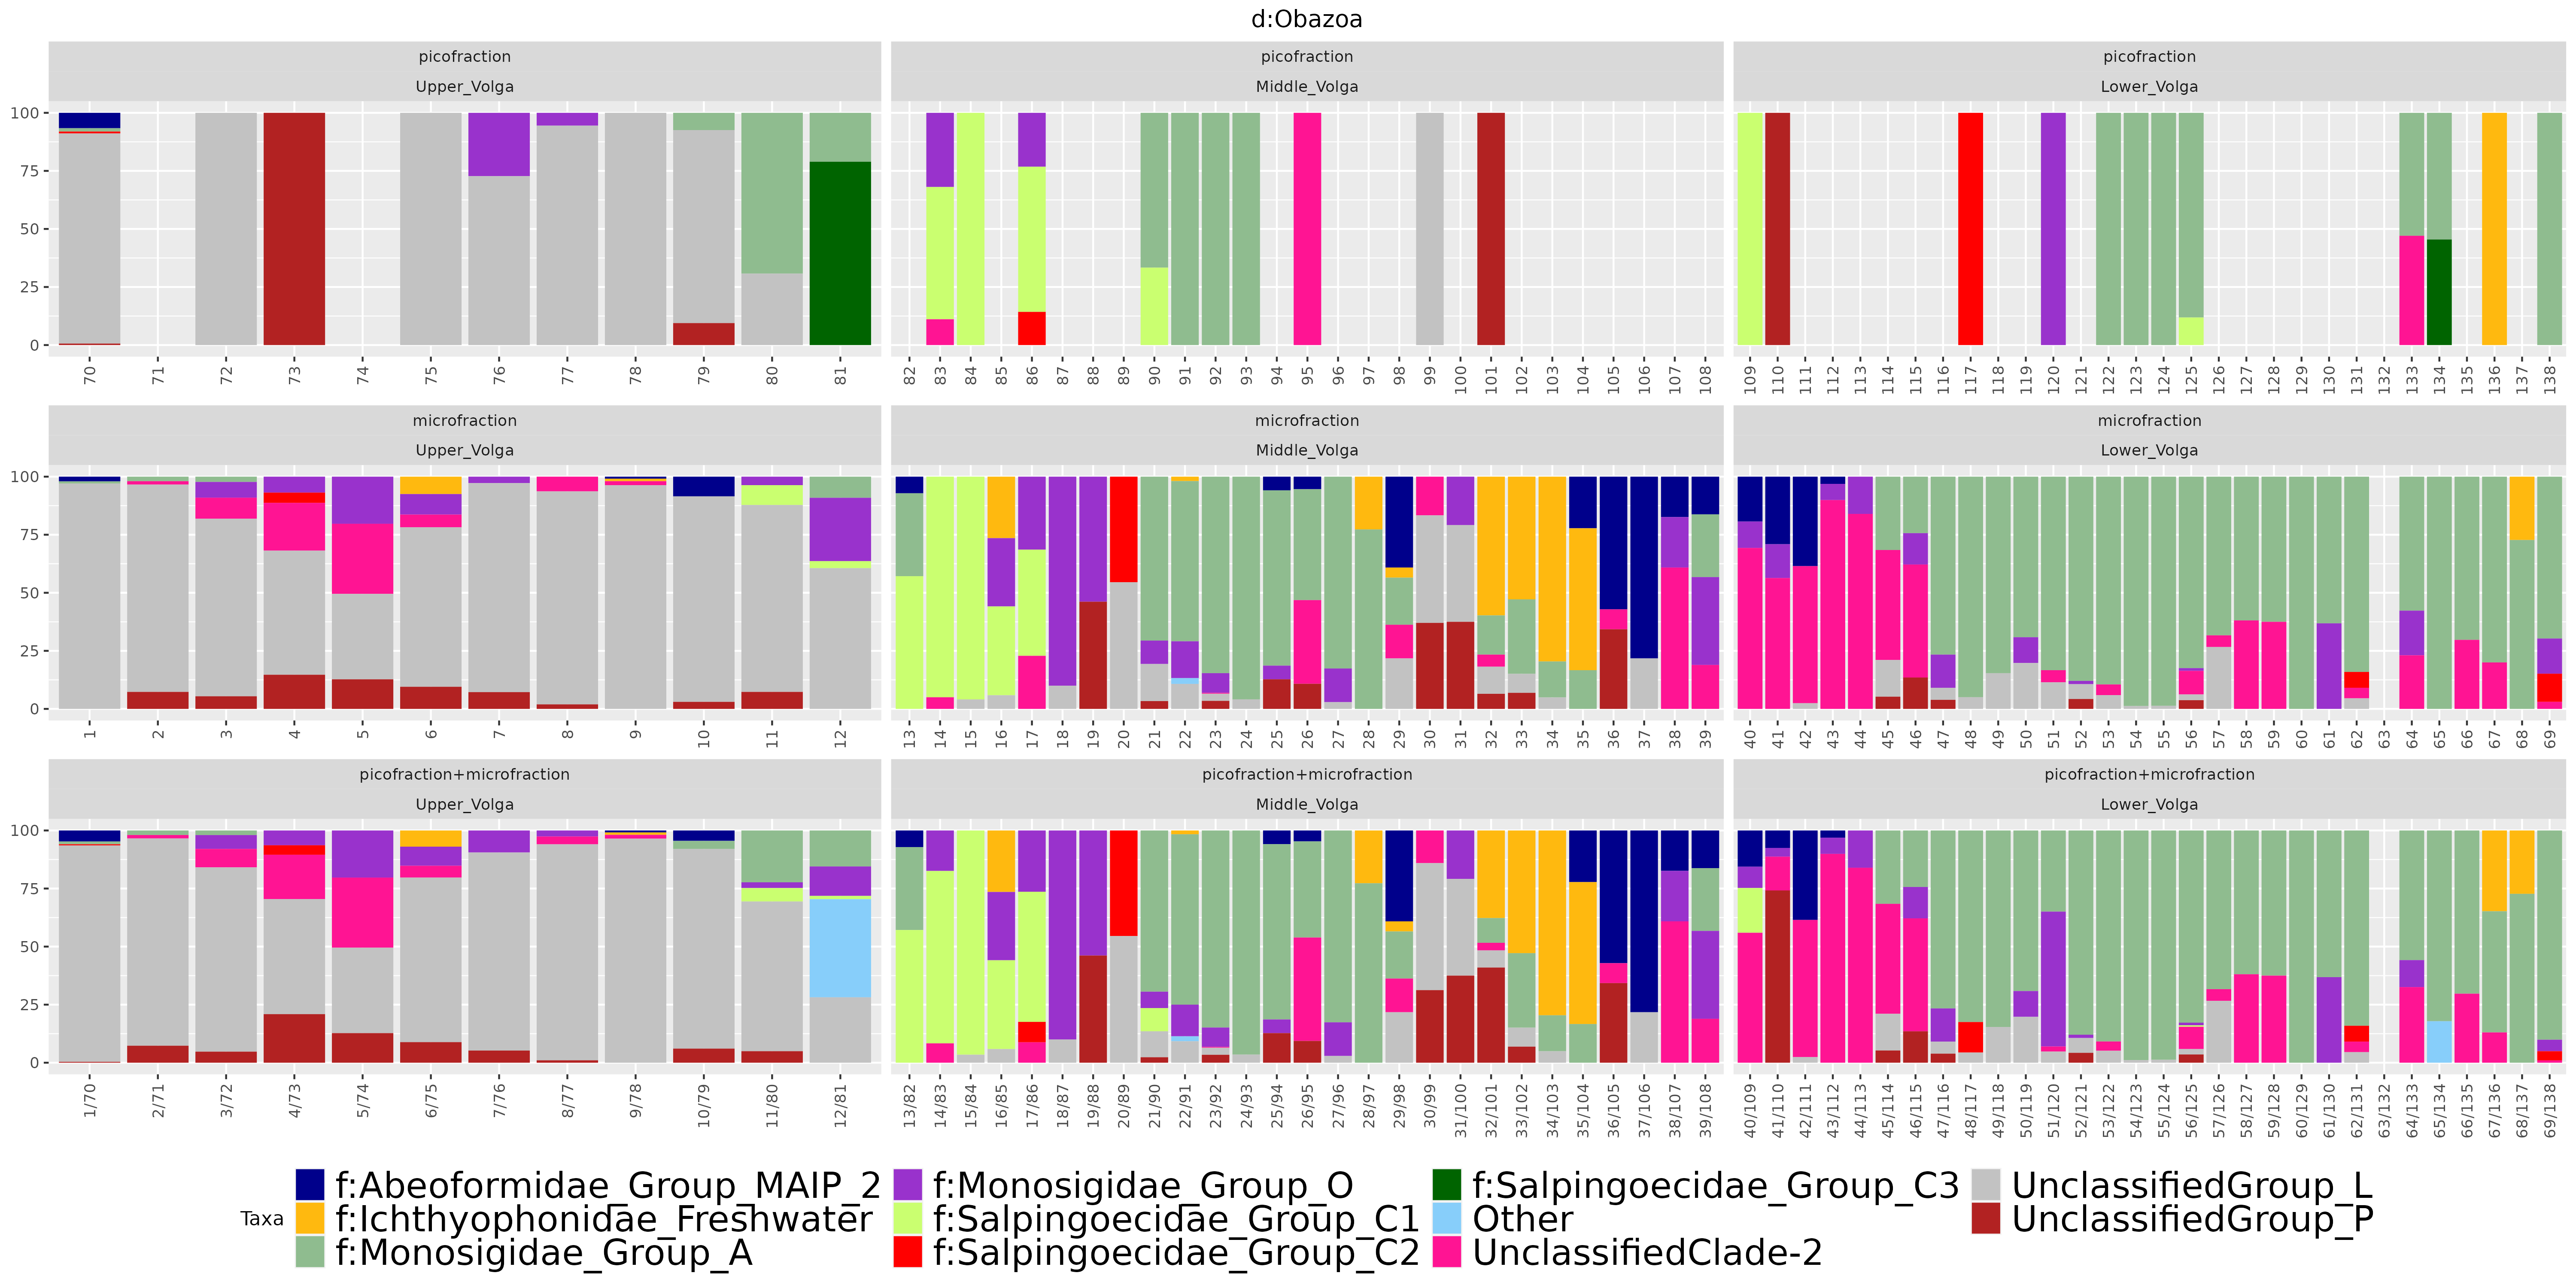 d:Obazoa
picofraction picofraction picofraction
Upper_Volga Middle_Volga Lower_Volga
100
75
50
25
0
70 71 72 73 74 75 76 77 78 79 80 81 82 83 84 85 86 87 88 89 90 91 92 93 94 95 96 97 98 99 100 101 102 103 104 105 106 107 108 109 110 111 112 113 114 115 116 117 118 119 120 121 122 123 124 125 126 127 128 129 130 131 132 133 134 135 136 137 138
microfraction microfraction microfraction
Upper_Volga Middle_Volga Lower_Volga
100
75
50
25
0
1 2 3 4 5 6 7 8 9 10 11 12 13 14 15 16 17 18 19 20 21 22 23 24 25 26 27 28 29 30 31 32 33 34 35 36 37 38 39 40 41 42 43 44 45 46 47 48 49 50 51 52 53 54 55 56 57 58 59 60 61 62 63 64 65 66 67 68 69
picofraction+microfraction picofraction+microfraction picofraction+microfraction
Upper_Volga Middle_Volga Lower_Volga
100
75
50
25
0
1/70 2/71 3/72 4/73 5/74 6/75 7/76 8/77 9/78 10/79 11/80 12/81 13/82 14/83 15/84 16/85 17/86 18/87 19/88 20/89 21/90 22/91 23/92 24/93 25/94 26/95 27/96 28/97 29/98 30/99 31/100 32/101 33/102 34/103 35/104 36/105 37/106 38/107 39/108 40/109 41/110 42/111 43/112 44/113 45/114 46/115 47/116 48/117 49/118 50/119 51/120 52/121 53/122 54/123 55/124 56/125 57/126 58/127 59/128 60/129 61/130 62/131 63/132 64/133 65/134 66/135 67/136 68/137 69/138
f:Abeoformidae_Group_MAIP_2 f:Monosigidae_Group_O f:Salpingoecidae_Group_C3 UnclassifiedGroup_L
Taxa f:Ichthyophonidae_Freshwater f:Salpingoecidae_Group_C1 Other UnclassifiedGroup_P
f:Monosigidae_Group_A f:Salpingoecidae_Group_C2 UnclassifiedClade-2